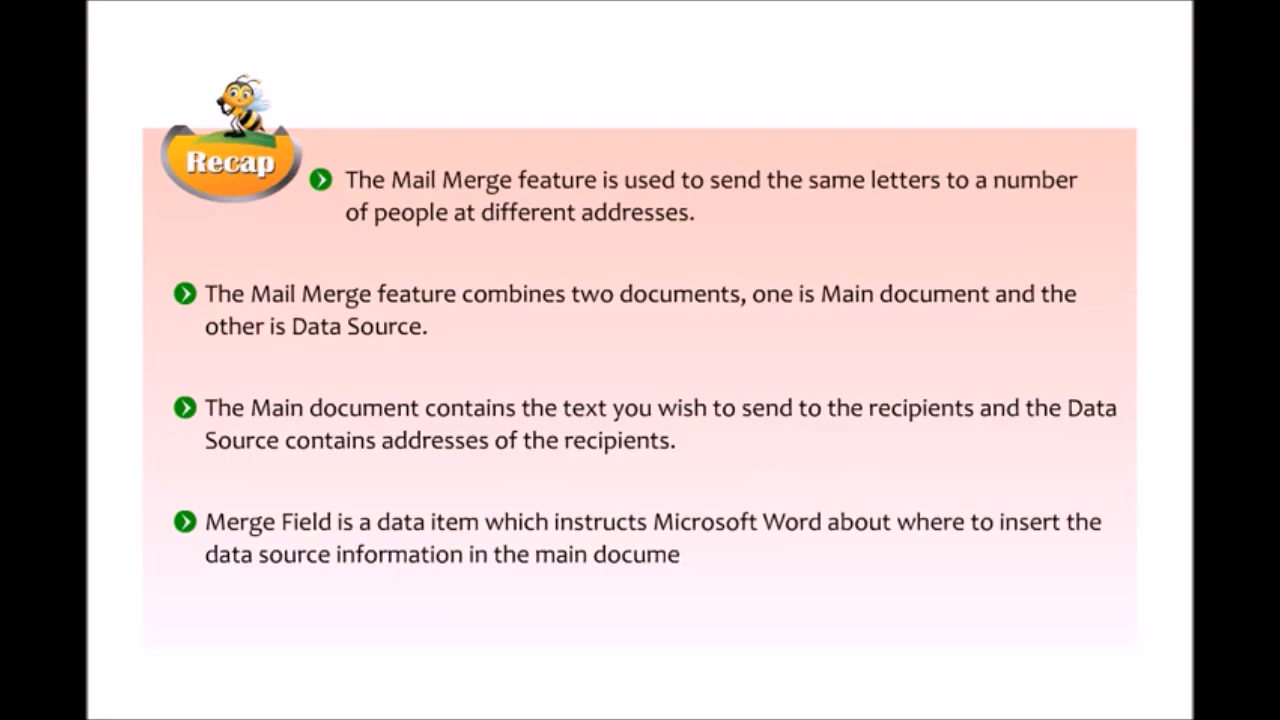 Recap
The Mail Merge feature is used to send the same letters to a number
of people at different addresses.
The Mail Merge feature combines two documents, one is Main document and the
other is Data Source.
The Main document contains the text you wish to send to the recipients and the Data
Source contains addresses of the recipients.
Merge Field is a data item which instructs Microsoft Word about where to insert the
data source information in the main docume